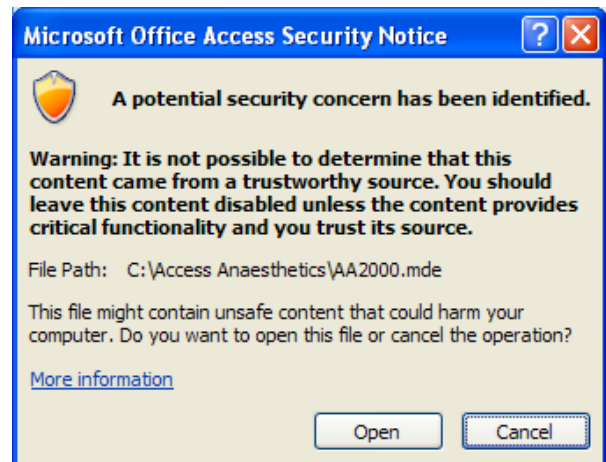 Microsoft Office Access Security Notice
A potential security concern has been identified.
Warning: It is not possible to determine that this
content came from a trustworthy source. You should
leave this content disabled unless the content provides
critical functionality and you trust its source.
File Path: C:\Access Anaesthetics\AA2000.mde
This file might contain unsafe content that could harm your
computer. Do you want to open this file or cancel the operation?
More information
Open Cancel